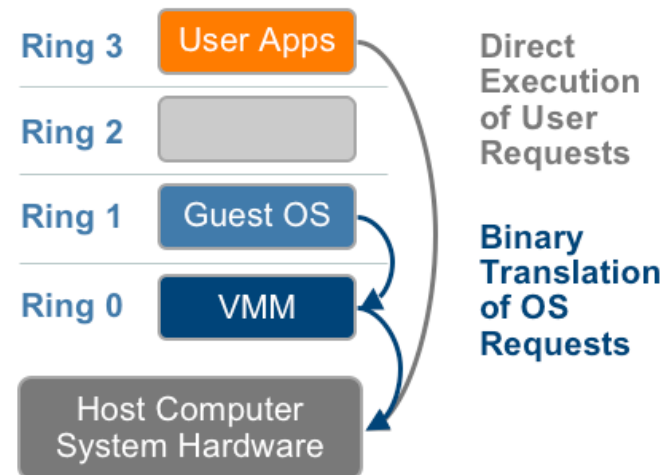 Ring 3
User Apps
Ring 2
Ring 1
Guest OS
Ring 0
VMM
Host Computer
System Hardware
Direct
Execution
of User
Requests
Binary
Translation
of OS
Requests